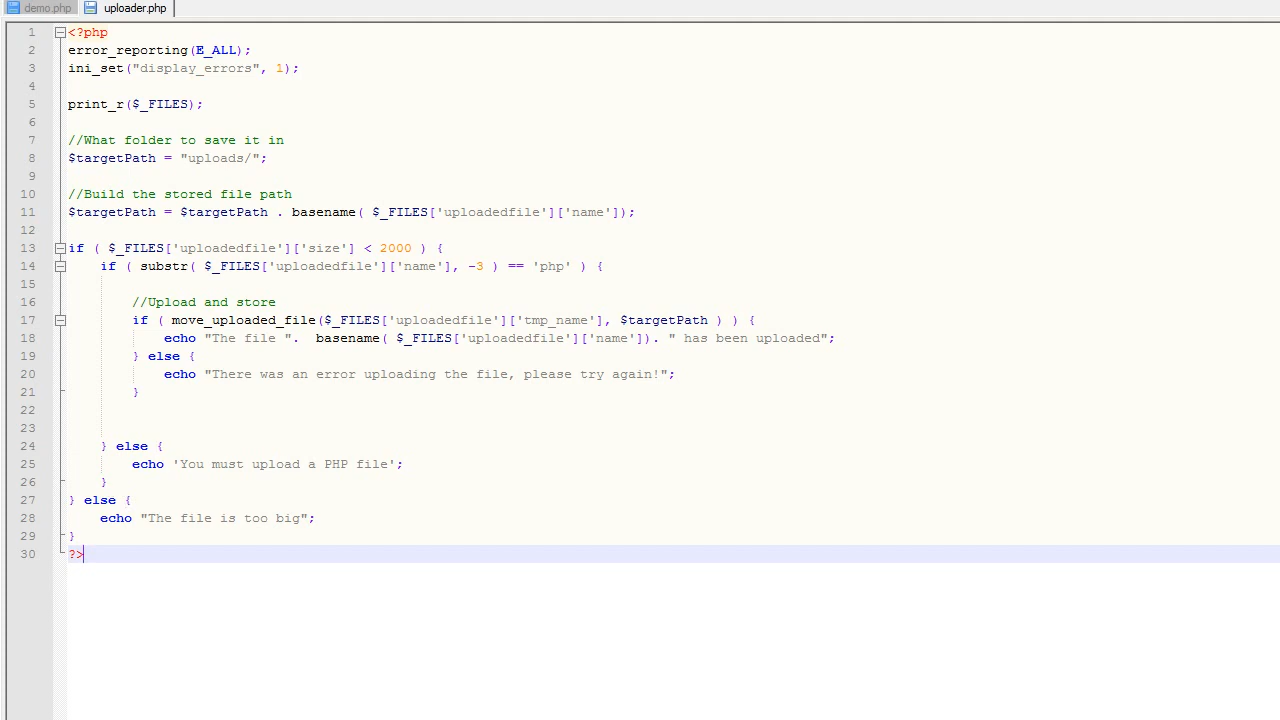 demo.php uploader.php
1 <?php
2 error_reporting(E_ALL);
3 ini_set("display_errors", 1);
4
5 print_r($_FILES);
6
7 //What folder to save it in
8 $targetPath = "uploads/";
9
10 //Build the stored file path
11 $targetPath = $targetPath . basename( $_FILES['uploadedfile']['name']);
12
13 if ( $_FILES['uploadedfile']['size'] < 2000 ) {
14     if ( substr( $_FILES['uploadedfile']['name'], -3 ) == 'php' ) {
15
16         //Upload and store
17         if ( move_uploaded_file($_FILES['uploadedfile']['tmp_name'], $targetPath ) ) {
18             echo "The file ".  basename( $_FILES['uploadedfile']['name']). " has been uploaded";
19         } else {
20             echo "There was an error uploading the file, please try again!";
21         }
22
23
24     } else {
25         echo 'You must upload a PHP file';
26     }
27 } else {
28     echo "The file is too big";
29 }
30 ?>